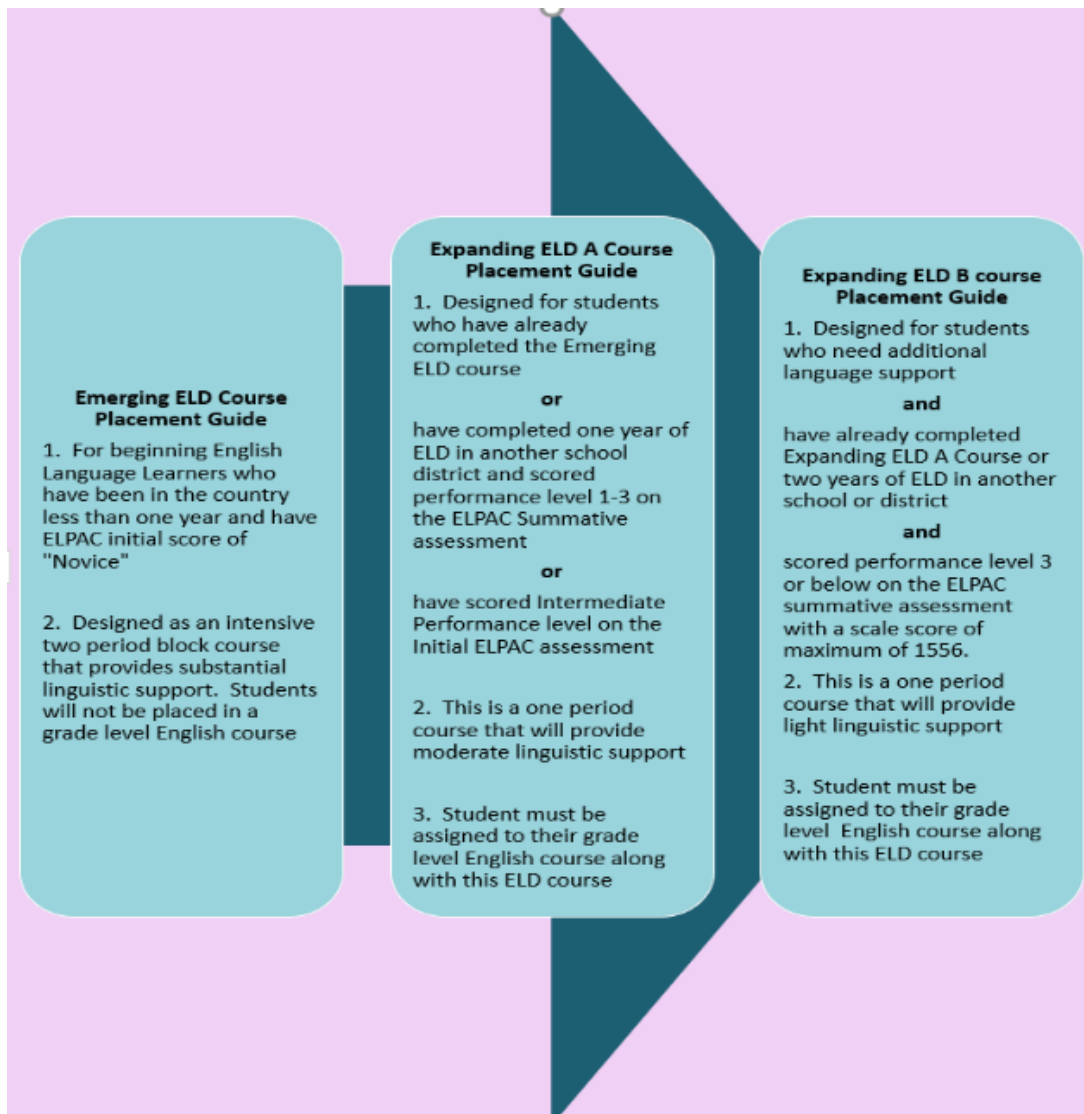 Emerging ELD Course
Placement Guide
1.  For beginning English
Language Learners who
have been in the country
less than one year and have
ELPAC initial score of
"Novice"
2.  Designed as an intensive
two period block course
that provides substantial
linguistic support.  Students
will not be placed in a
grade level English course
Expanding ELD A Course
Placement Guide
1.  Designed for students
who have already
completed the Emerging
ELD course
or
have completed one year of
ELD in another school
district and scored
performance level 1-3 on
the ELPAC Summative
assessment
or
have scored Intermediate
Performance level on the
Initial ELPAC assessment
2.  This is a one period
course that will provide
moderate linguistic support
3.  Student must be
assigned to their grade
level English course along
with this ELD course
Expanding ELD B course
Placement Guide
1.  Designed for students
who need additional
language support
and
have already completed
Expanding ELD A Course or
two years of ELD in another
school or district
and
scored performance level 3
or below on the ELPAC
summative assessment
with a scale score of
maximum of 1556.
2.  This is a one period
course that will provide
light linguistic support
3.  Student must be
assigned to their grade
level  English course along
with this ELD course